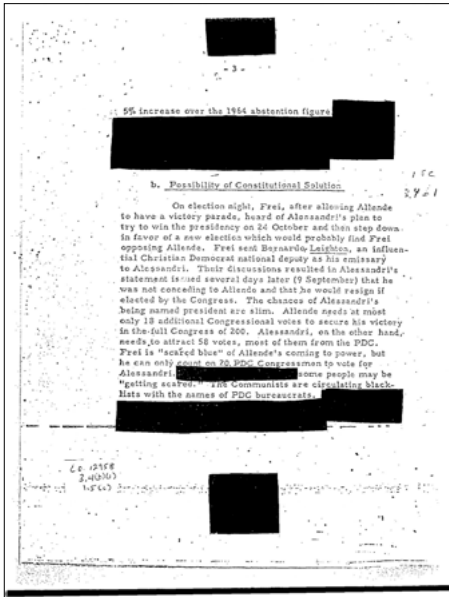 - 3 -
5% increase over the 1964 abstention figure
b. Possibility of Constitutional Solution
On election night, Frei, after allowing Allende
to have a victory parade, heard of Alessandri's plan to
try to win the presidency on 24 October and then step down
in favor of a new election which would probably find Frei
opposing Allende. Frei sent Bernardo Leighton, an influen-
tial Christian Democrat national deputy as his emissary
to Alessandri. Their discussions resulted in Alessandri's
statement issued several days later (9 September) that he
was not conceding to Allende and that he would resign if
elected by the Congress. The chances of Alessandri's
being named president are slim. Allende needs at most
only 18 additional Congressional votes to secure his victory
in the full Congress of 200. Alessandri, on the other hand,
needs to attract 58 votes, most of them from the PDC.
Frei is "scared blue" of Allende's coming to power, but
he can only count on 20 PDC Congressmen to vote for
Alessandri. some people may be
"getting scared." The Communists are circulating black-
lists with the names of PDC bureaucrats.
12958
3.4(b)(1)
1.5(c)